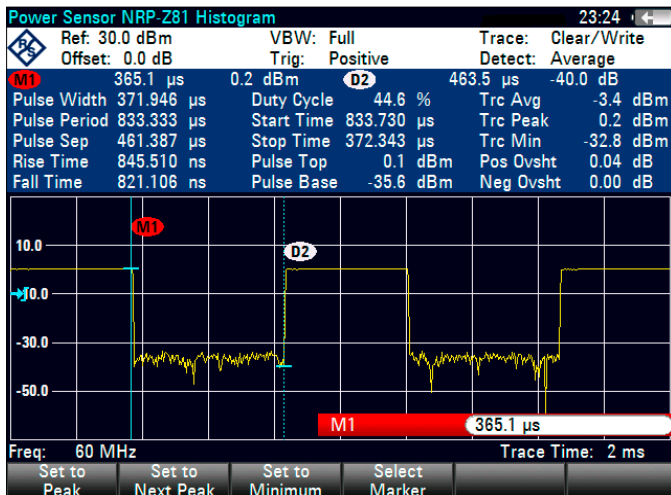 Power Sensor NRP-Z81 Histogram 23:24
R&S Ref: 30.0 dBm VBW: Full Trace: Clear/Write
Offset: 0.0 dB Trig: Positive Detect: Average
M1 365.1 µs 0.2 dBm D2 463.5 µs -40.0 dB
Pulse Width 371.946 µs Duty Cycle 44.6 % Trc Avg -3.4 dBm
Pulse Period 833.333 µs Start Time 833.730 µs Trc Peak 0.2 dBm
Pulse Sep 461.387 µs Stop Time 372.343 µs Trc Min -32.8 dBm
Rise Time 845.510 ns Pulse Top 0.1 dBm Pos Ovsht 0.04 dB
Fall Time 821.106 ns Pulse Base -35.6 dBm Neg Ovsht 0.00 dB
M1
10.0
D2
-30.0
-50.0
M1 365.1 µs
Freq: 60 MHz Trace Time: 2 ms
Set to Peak
Set to Next Peak
Set to Minimum
Select Marker